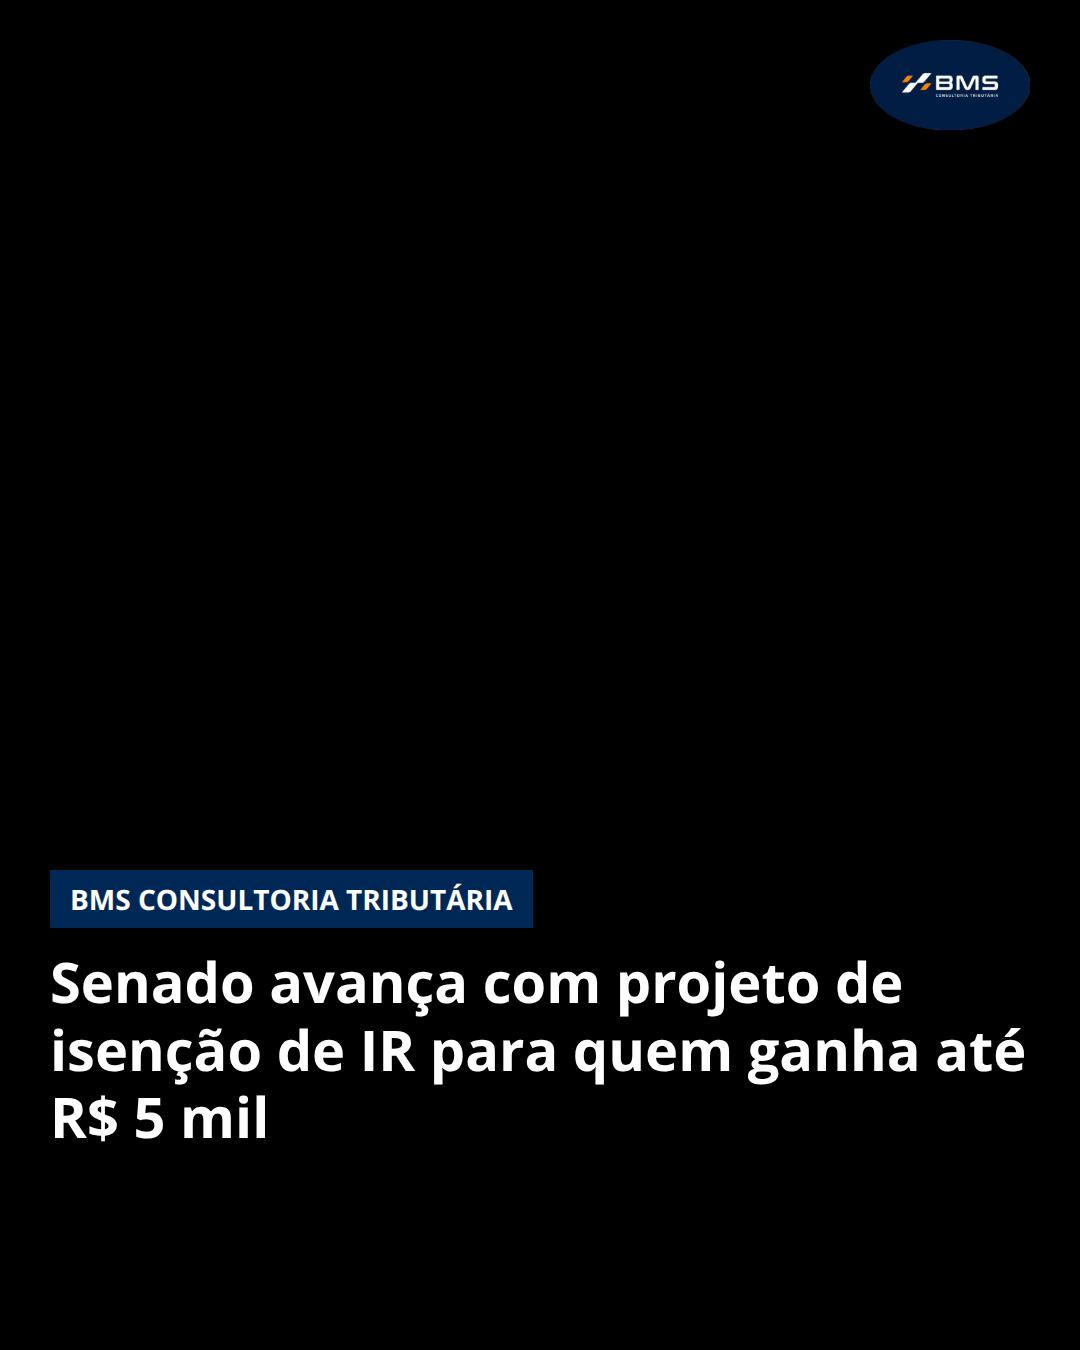 BMS
CONSULTORIA TRIBUTÁRIA
BMS CONSULTORIA TRIBUTÁRIA
Senado avança com projeto de
isenção de IR para quem ganha até
R$ 5 mil